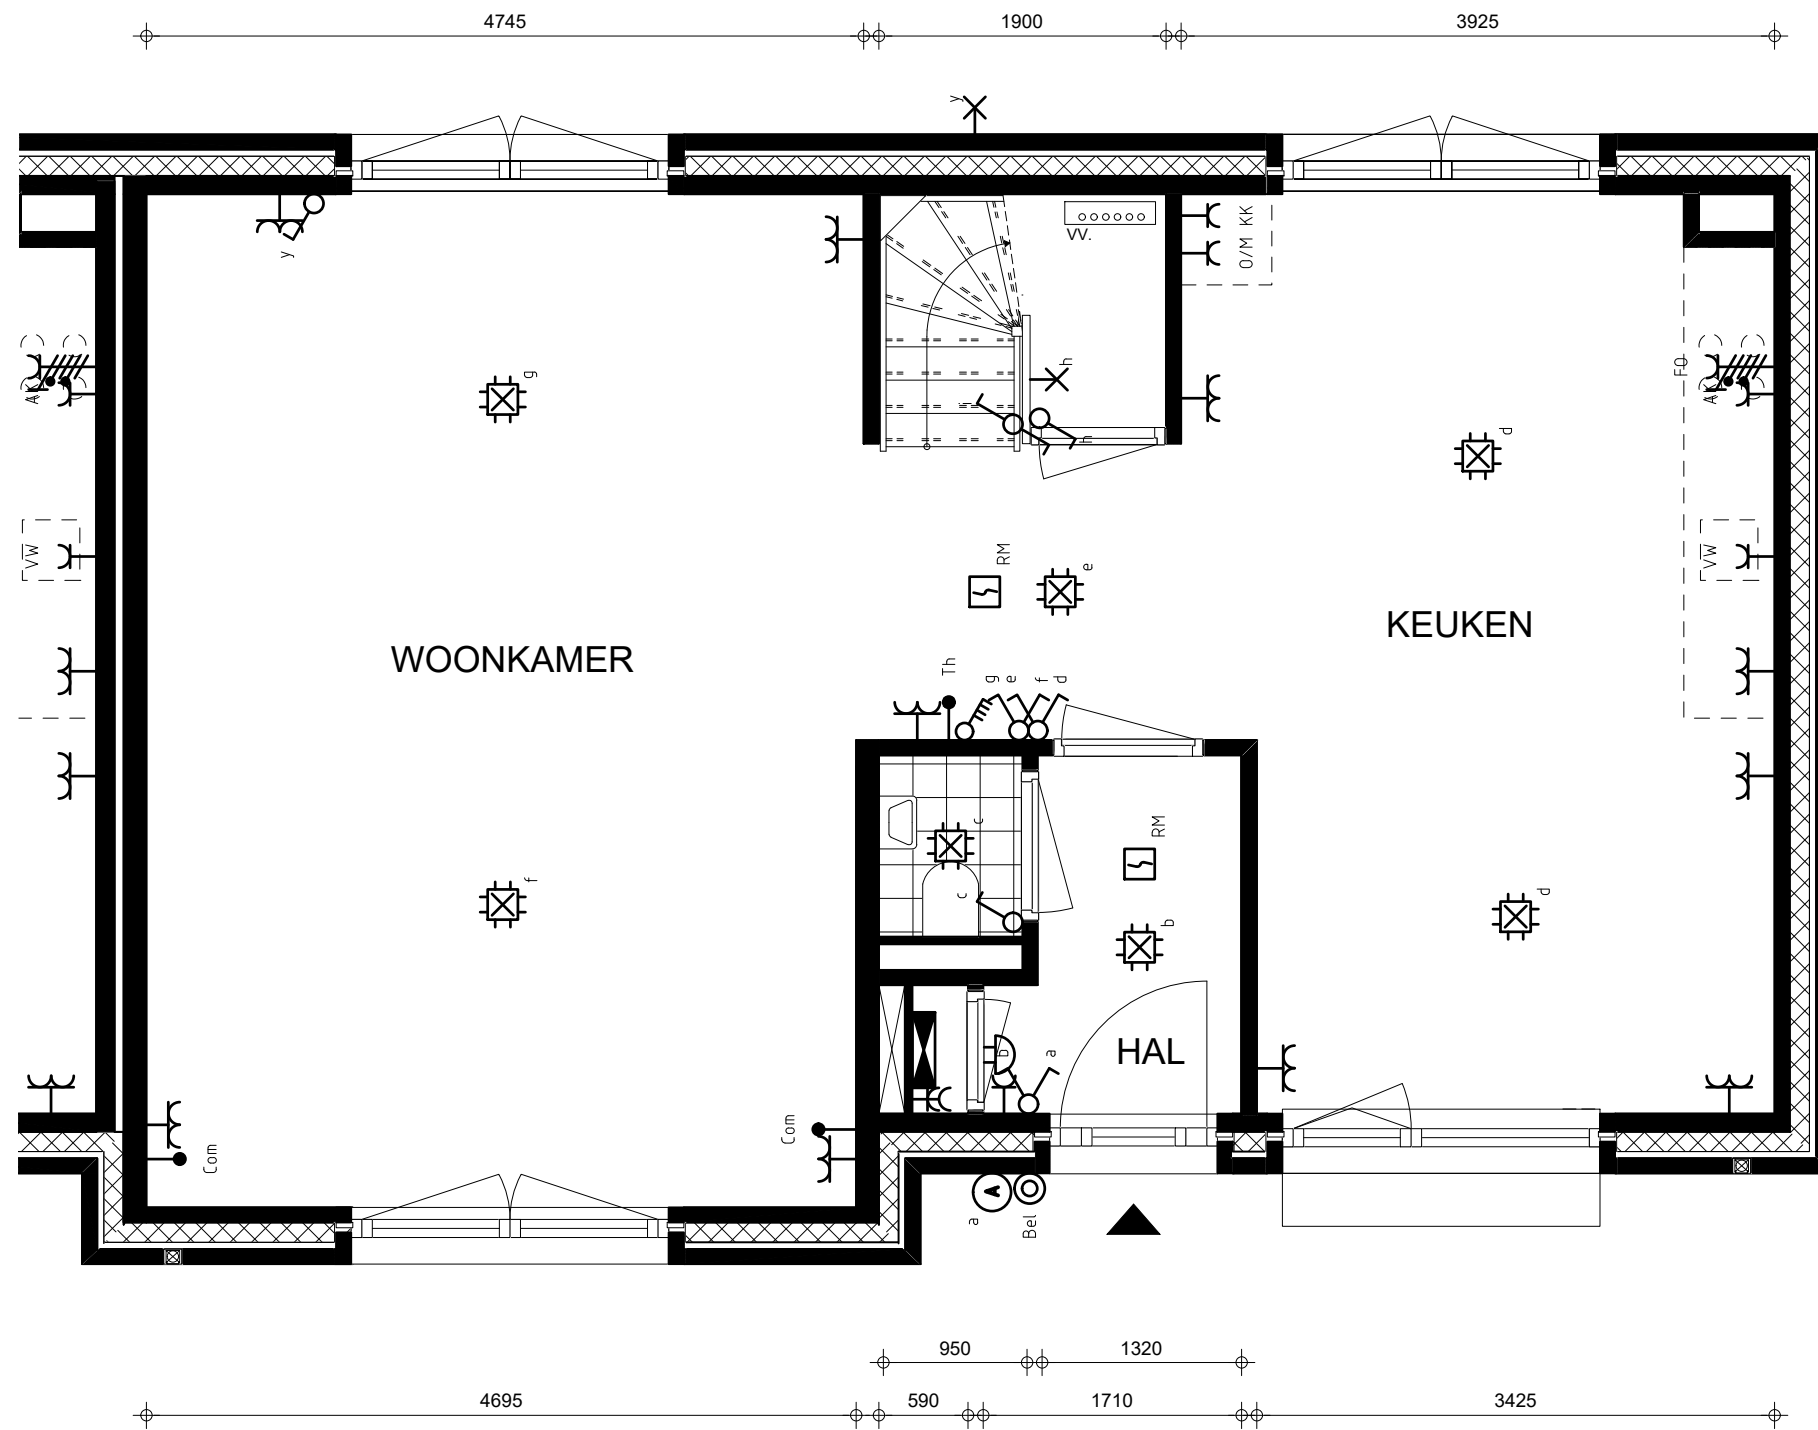 4745 1900 3925
y
y
VV.
O/M KK
AK
FO
AK
g
h
i
h
d
VW
RM
e
VW
WOONKAMER
KEUKEN
Th
g e f d
c
RM
c
f
b
d
b
a
HAL
Com
Com
a
A
Bel
950 1320
4695 590 1710 3425